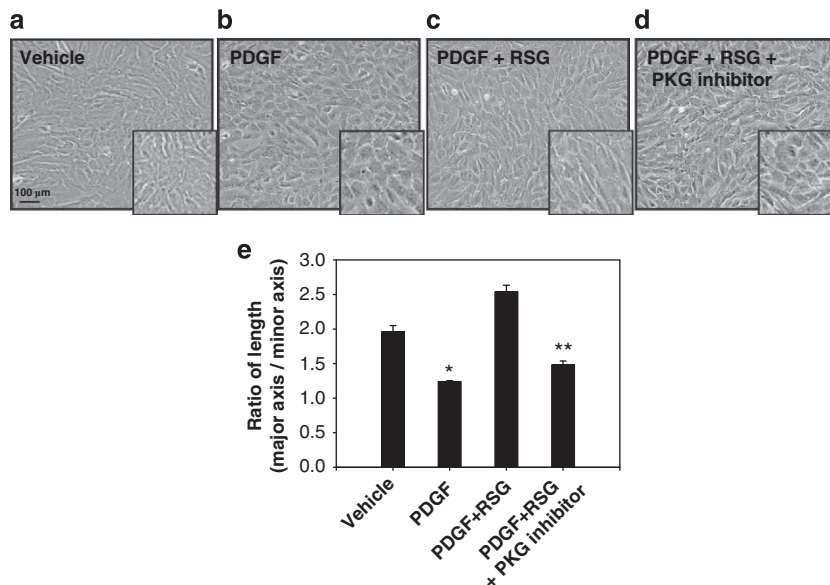 a
b
c
d
Vehicle
PDGF
PDGF + RSG
PDGF + RSG +
PKG inhibitor
100 μm
e
Ratio of length
(major axis / minor axis)
3.0
2.5
2.0
1.5
1.0
0.5
0.0
*
**
Vehicle
PDGF
PDGF+RSG
PDGF+RSG
+ PKG inhibitor